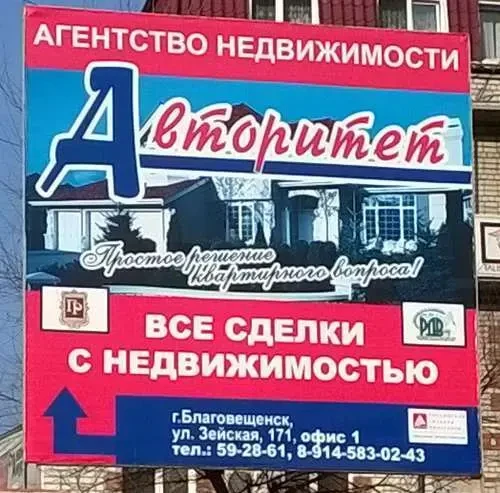 АГЕНТСТВО НЕДВИЖИМОСТИ
Авторитет
Простое решение
квартирного вопроса!
ВСЕ СДЕЛКИ
С НЕДВИЖИМОСТЬЮ
г.Благовещенск,
ул. Зейская, 171, офис 1
тел.: 59-28-61, 8-914-583-02-43